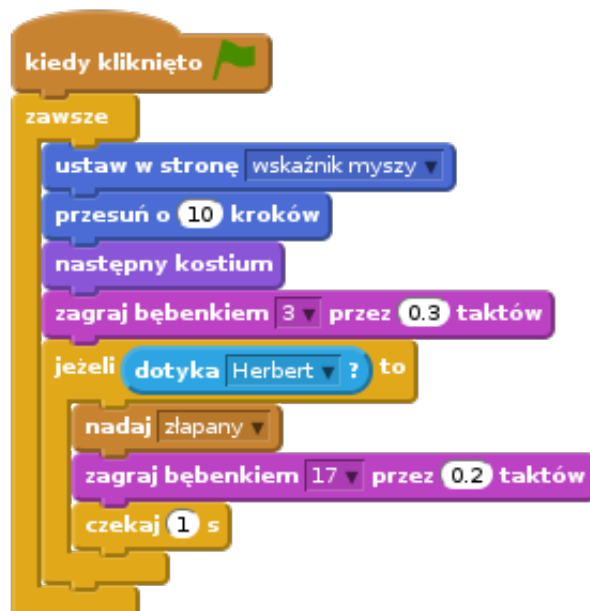 kiedy kliknięto
zawsze
ustaw w stronę wskaźnik myszy
przesuń o 10 kroków
następny kostium
zagraj bębenkiem 3 przez 0.3 taktów
jeżeli dotyka Herbert ? to
nadaj złapany
zagraj bębenkiem 17 przez 0.2 taktów
czekaj 1 s